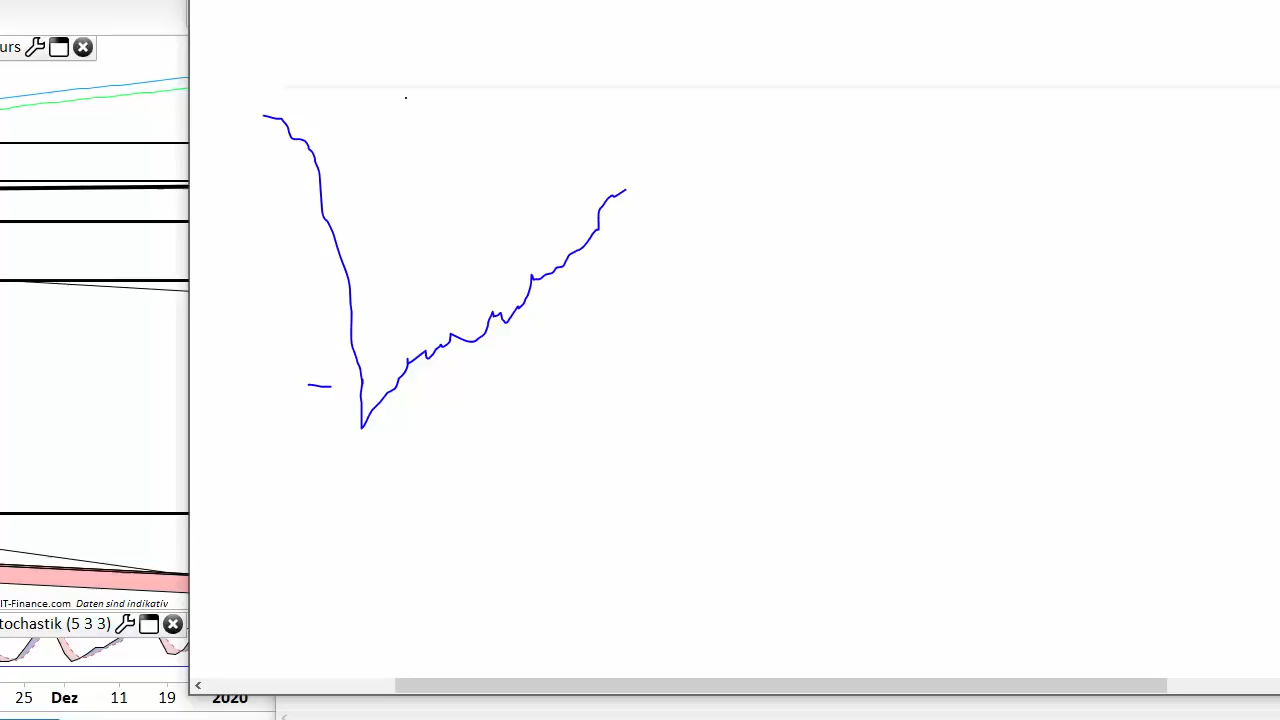 urs
IT-Finance.com Daten sind indikativ
tochastik (5 3 3)
25 Dez 11 19 2020